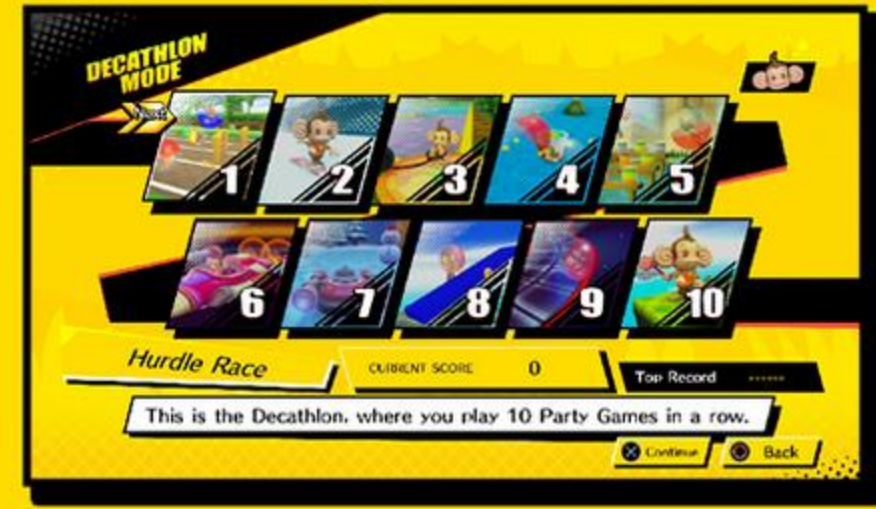 DECATHLON
MODE
Next
1
2
3
4
5
6
7
8
9
10
Hurdle Race
CURRENT SCORE 0
Top Record ------
This is the Decathlon, where you play 10 Party Games in a row.
Continue
Back